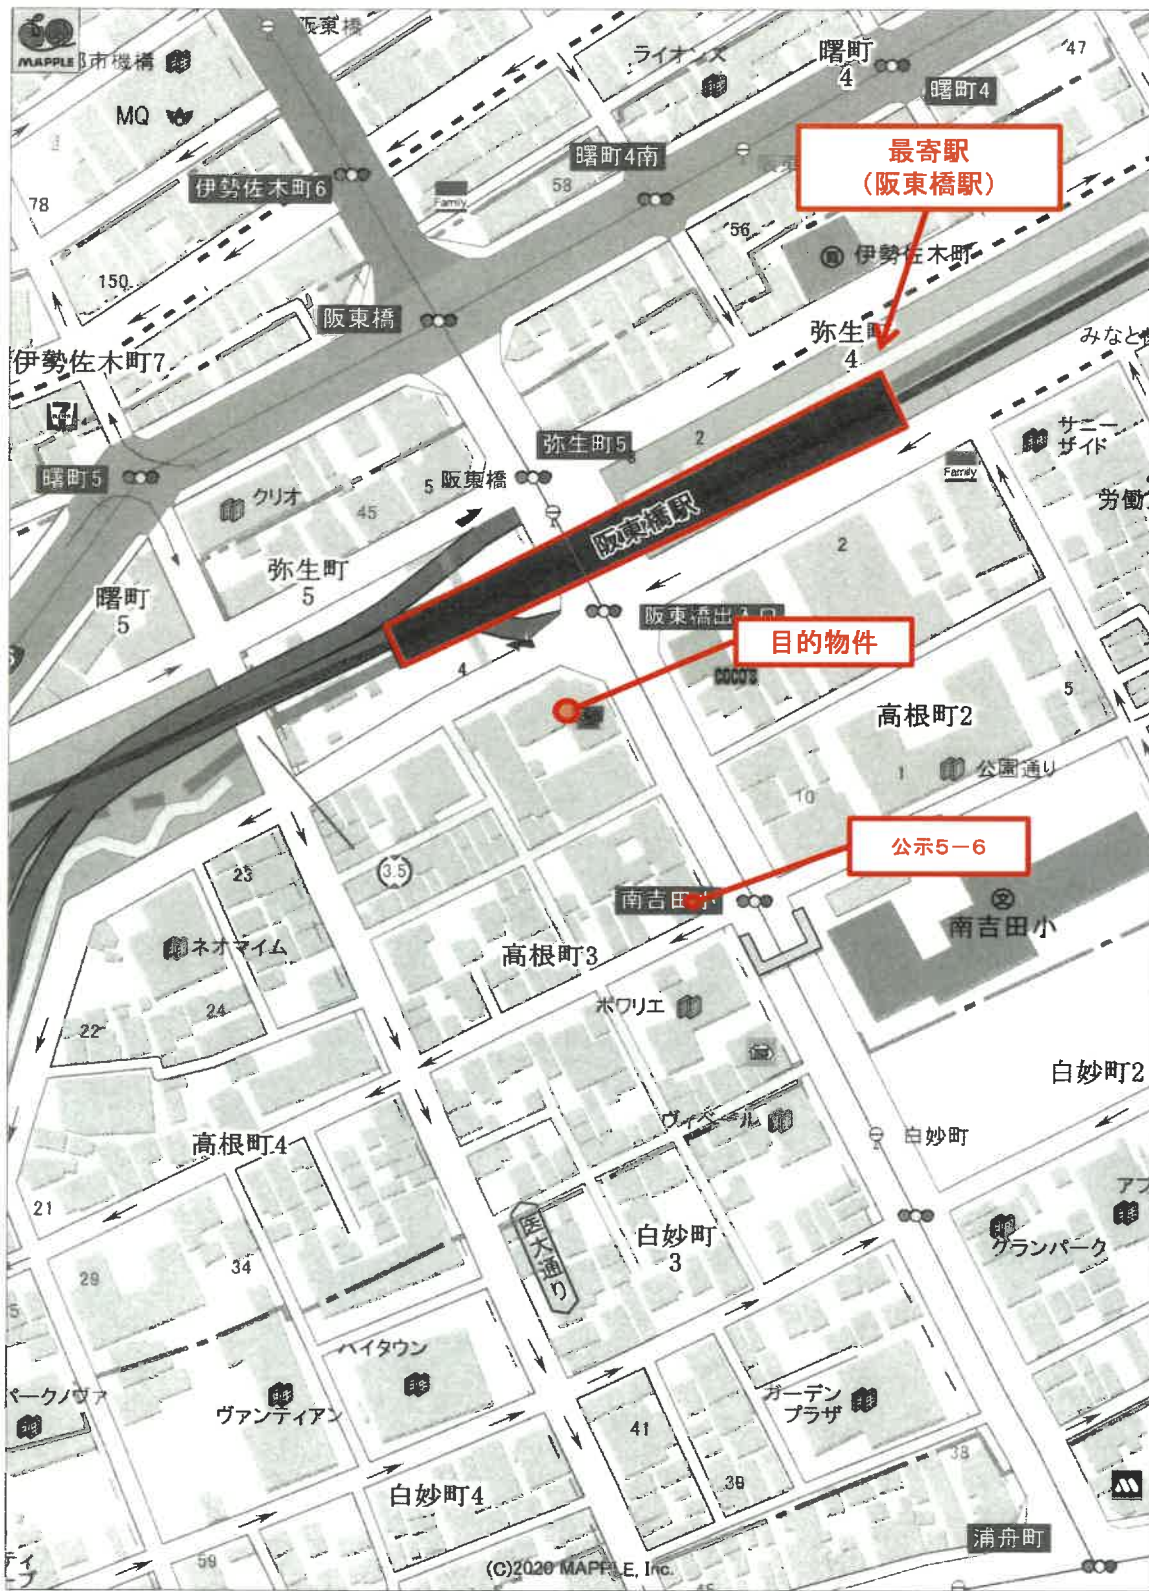 MAPPLE
市機橋
MQ
阪東橋
ライオンズ
曙町
4
47
曙町4
最寄駅
(阪東橋駅)
曙町4南
伊勢佐木町6
Family
58
78
56
伊勢佐木町
150
阪東橋
弥生町
4
伊勢佐木町7
みなと
サニー
サイド
弥生町5
2
曙町5
阪東橋
5
クリオ
45
Family
労働
阪東橋駅
2
弥生町
5
曙町
5
阪東橋出入口
目的物件
4
COCO'S
5
高根町2
1
公園通り
10
公示5-6
3.5
23
南吉田小
南吉田小
ネオマイム
高根町3
24
22
ボワリエ
白妙町2
ヴィベール
白妙町
高根町4
21
医大通り
白妙町
3
グランパーク
アフ
34
29
ハイタウン
パークノヴァ
ヴァンティアン
ガーデン
プラザ
41
38
39
白妙町4
浦舟町
59
(C)2020 MAPPLE, Inc.